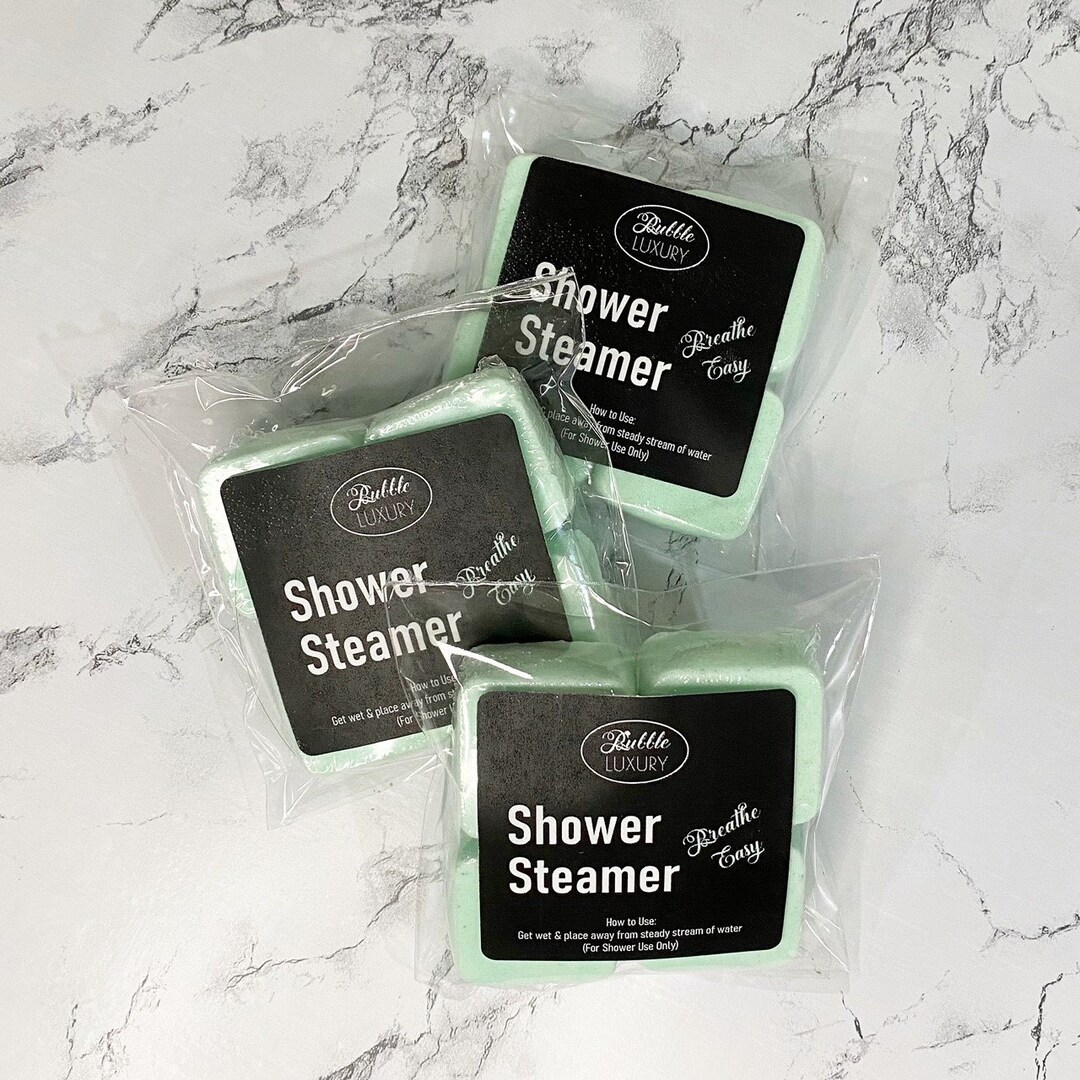 Bubble
LUXURY
Shower
Steamer
Breathe
Easy
How to Use:
& place away from steady stream of water
(For Shower Use Only)
Bubble
LUXURY
Shower
Steamer
Breathe
Easy
How to Use
Get wet & place away from st
(For Shower
Bubble
LUXURY
Shower
Steamer
Breathe
Easy
How to Use:
Get wet & place away from steady stream of water
(For Shower Use Only)